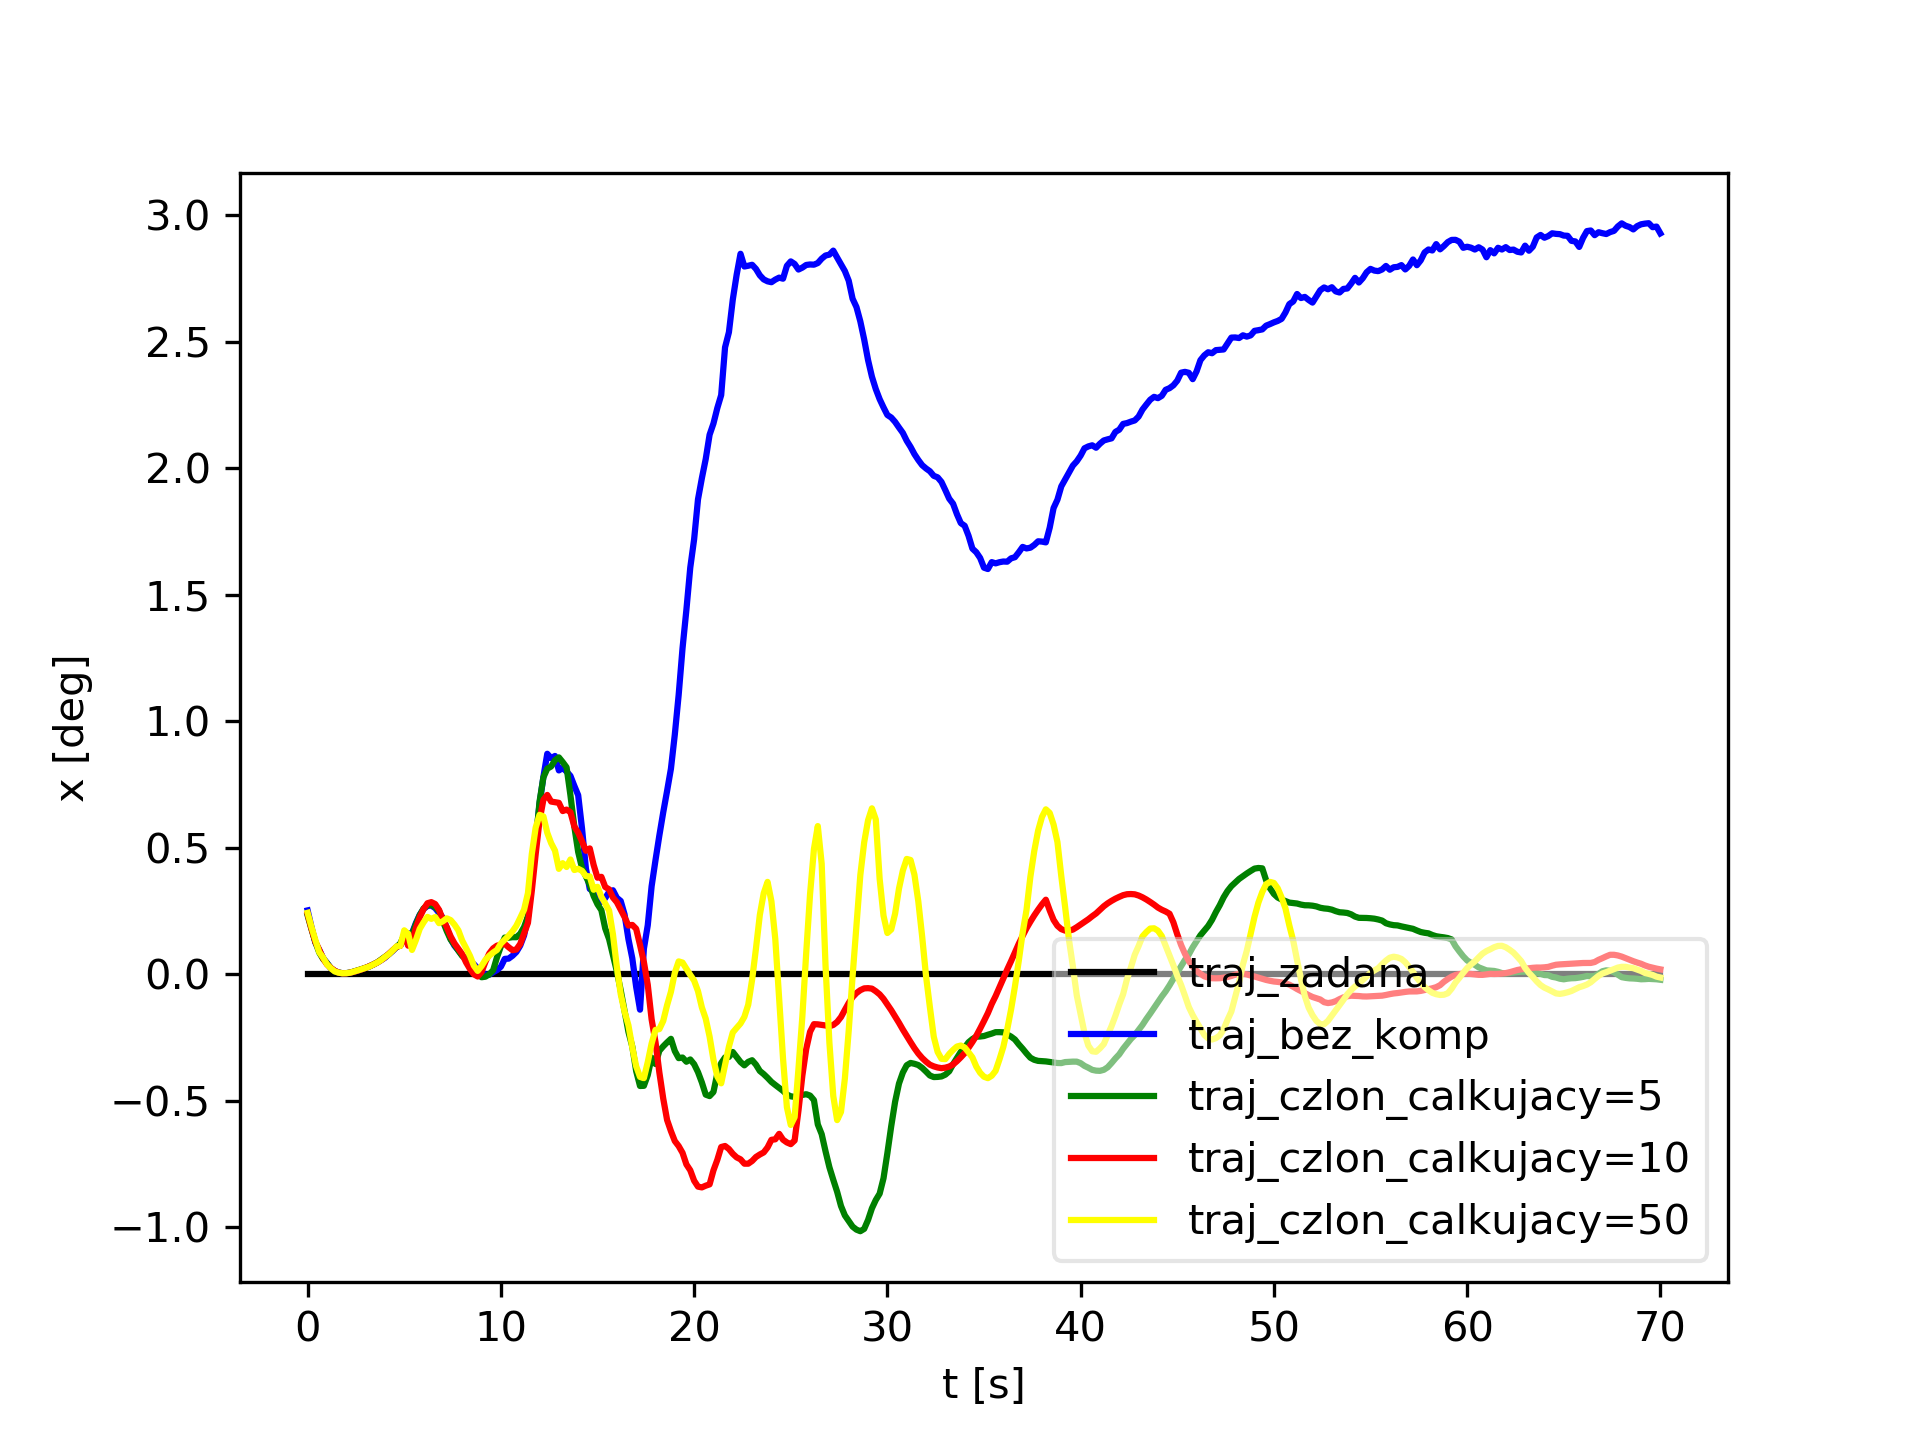 3.0
2.5
2.0
1.5
1.0
0.5
0.0
−0.5
−1.0
x [deg]
0 10 20 30 40 50 60 70
t [s]
traj_zadana
traj_bez_komp
traj_czlon_calkujacy=5
traj_czlon_calkujacy=10
traj_czlon_calkujacy=50